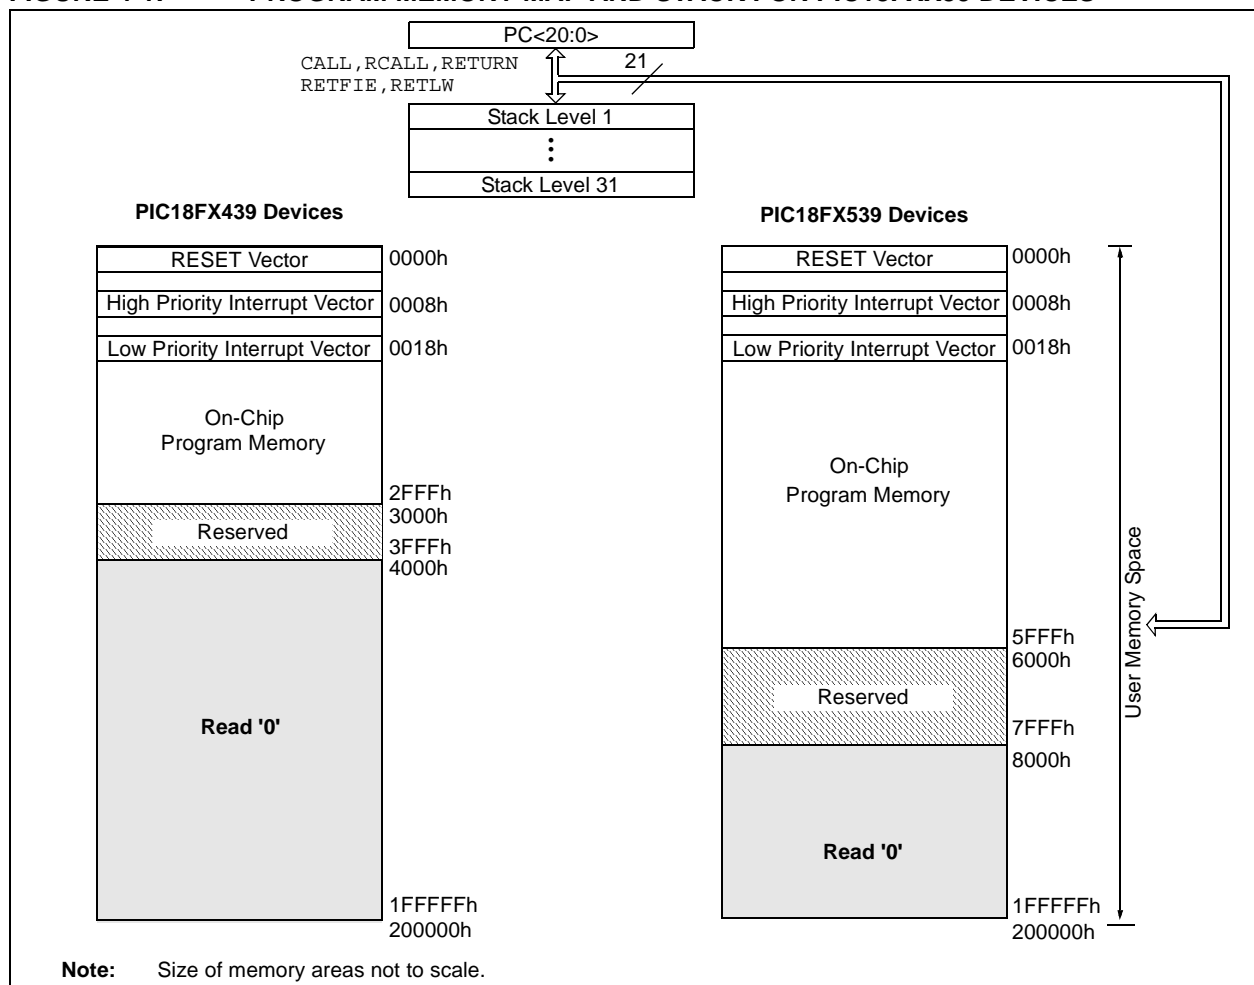 PC<20:0>
CALL,RCALL,RETURN
RETFIE,RETLW
21
Stack Level 1
Stack Level 31
PIC18FX439 Devices
RESET Vector
0000h
High Priority Interrupt Vector
0008h
Low Priority Interrupt Vector
0018h
On-Chip
Program Memory
2FFFh
3000h
Reserved
3FFFh
4000h
Read '0'
1FFFFFh
200000h
PIC18FX539 Devices
RESET Vector
0000h
High Priority Interrupt Vector
0008h
Low Priority Interrupt Vector
0018h
On-Chip
Program Memory
5FFFh
6000h
Reserved
7FFFh
8000h
Read '0'
1FFFFFh
200000h
User Memory Space
Note: Size of memory areas not to scale.